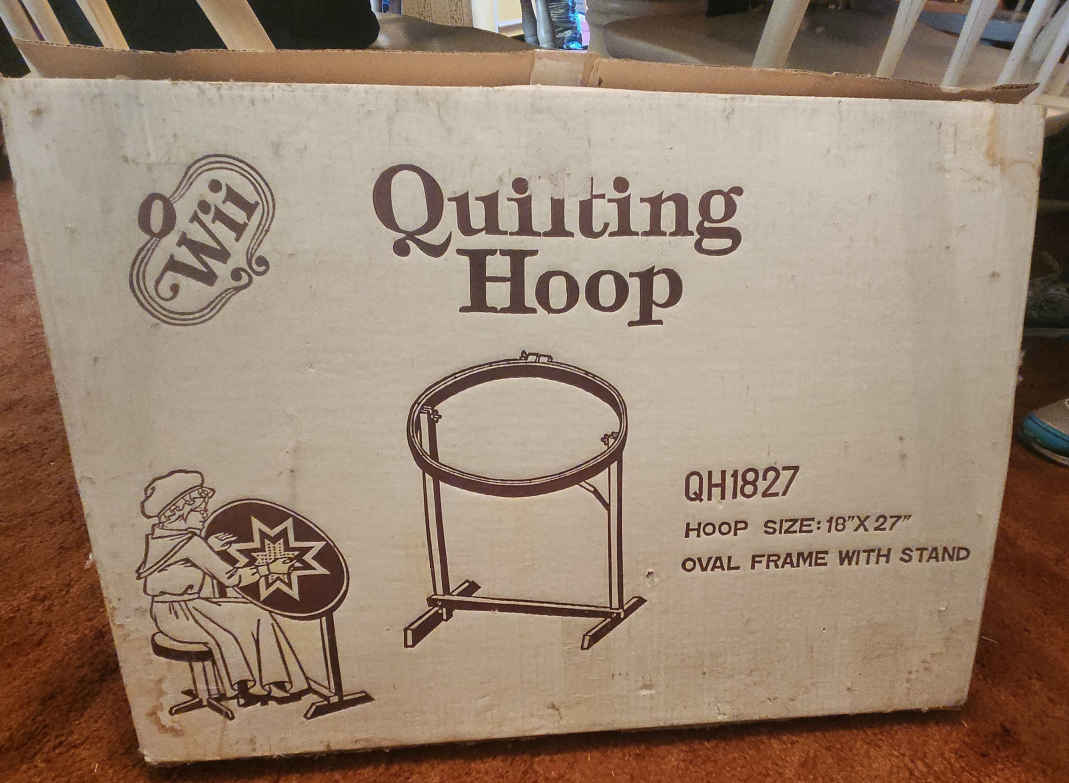 Wii
Quilting
Hoop
QH1827
HOOP SIZE: 18"X 27"
OVAL FRAME WITH STAND